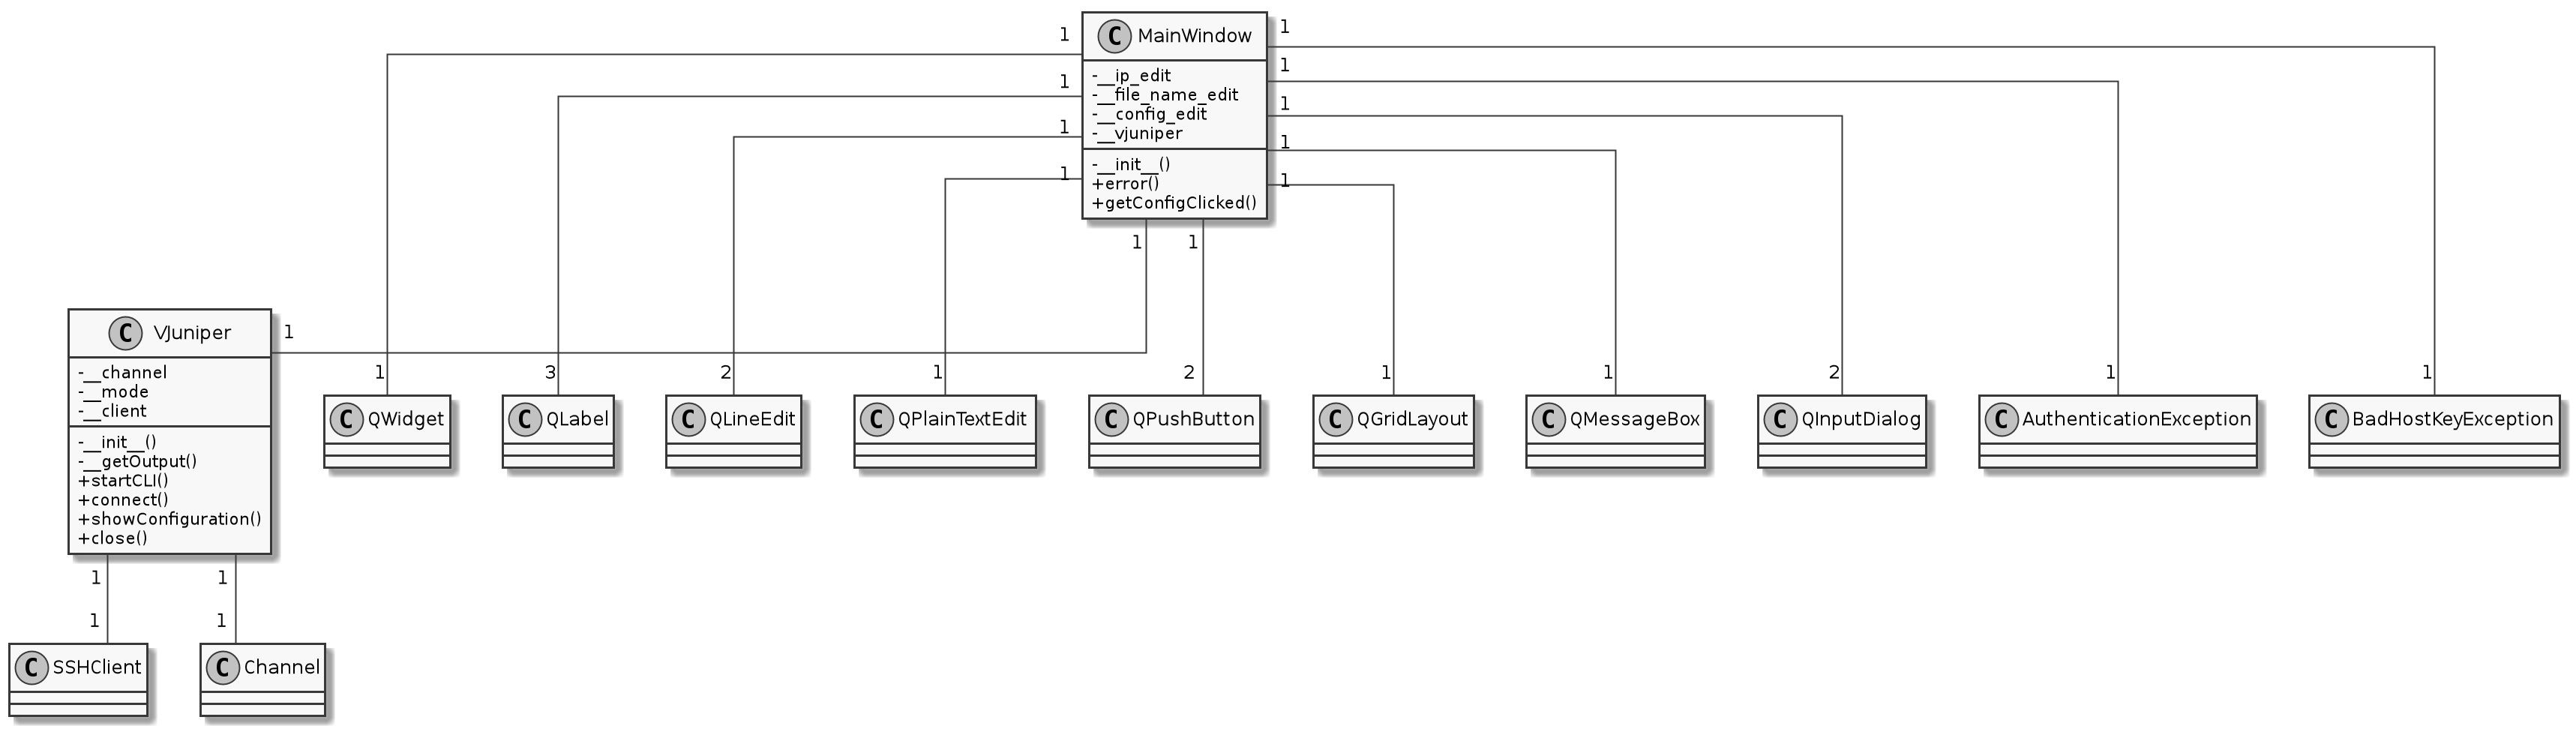 C MainWindow
-__ip_edit
-__file_name_edit
-__config_edit
-__vjuniper
-__init__()
+error()
+getConfigClicked()
1
1
1
1
1
1
1
1
1
1
1
C VJuniper
-__channel
-__mode
-__client
-__init__()
-__getOutput()
+startCLI()
+connect()
+showConfiguration()
+close()
1
1
3
2
1
2
1
1
2
1
1
C QWidget
C QLabel
C QLineEdit
C QPlainTextEdit
C QPushButton
C QGridLayout
C QMessageBox
C QInputDialog
C AuthenticationException
C BadHostKeyException
1
1
1
1
C SSHClient
C Channel